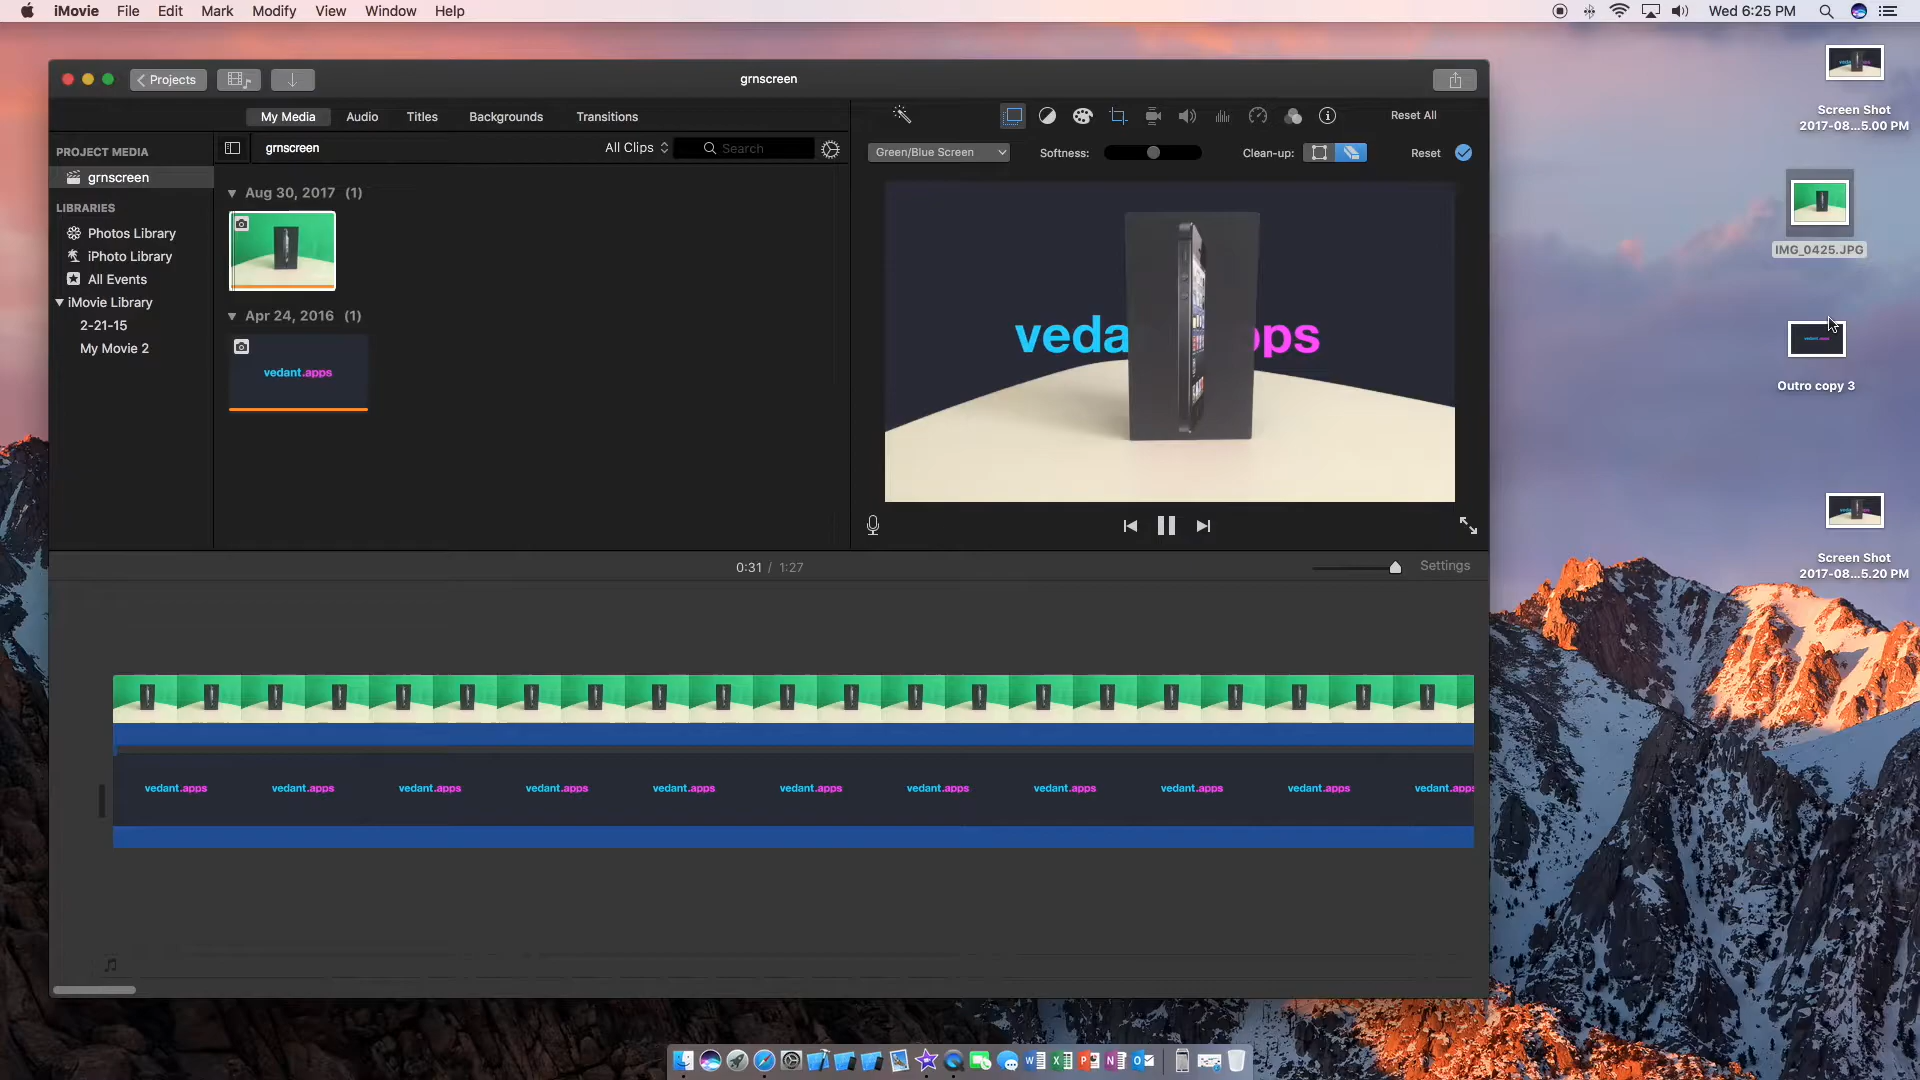 iMovie File Edit Mark Modify View Window Help
Wed 6:25 PM
Projects
grnscreen
My Media Audio Titles Backgrounds Transitions
Reset All
PROJECT MEDIA
grnscreen
All Clips
Search
Green/Blue Screen
Softness:
Clean-up:
Reset
grnscreen
LIBRARIES
Photos Library
iPhoto Library
All Events
iMovie Library
2-21-15
My Movie 2
Aug 30, 2017 (1)
Apr 24, 2016 (1)
vedant.apps
veda pps
0:31 / 1:27
Settings
vedant.apps vedant.apps vedant.apps vedant.apps vedant.apps vedant.apps vedant.apps vedant.apps vedant.apps vedant.apps vedant.apps
Screen Shot
2017-08...5.00 PM
IMG_0425.JPG
Outro copy 3
Screen Shot
2017-08...5.20 PM